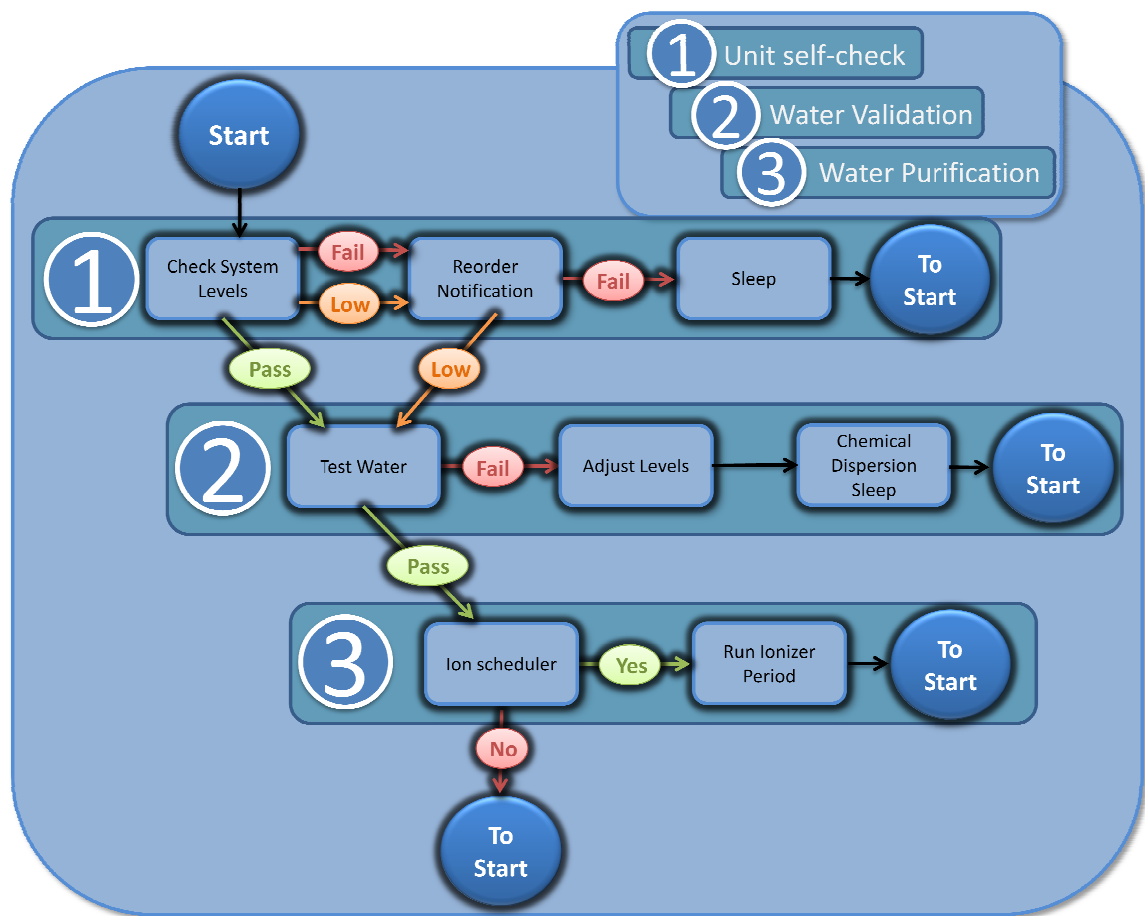 1 Unit self-check
2 Water Validation
3 Water Purification
Start
1
Check System
Levels
Fail
Low
Reorder
Notification
Fail
Sleep
To
Start
Pass
Low
2
Test Water
Fail
Adjust Levels
Chemical
Dispersion
Sleep
To
Start
Pass
3
Ion scheduler
Yes
Run Ionizer
Period
To
Start
No
To
Start